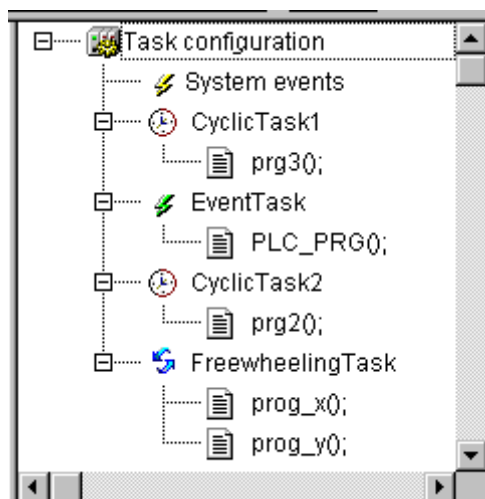 Task configuration
System events
CyclicTask1
prg3();
EventTask
PLC_PRG();
CyclicTask2
prg2();
FreewheelingTask
prog_x();
prog_y();